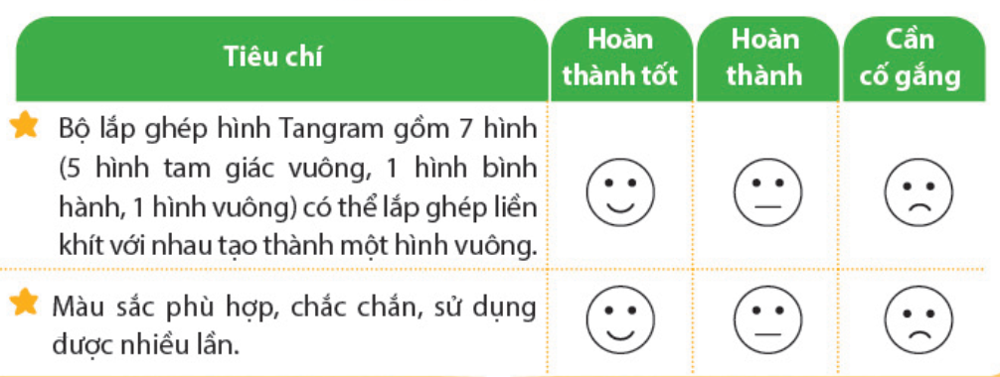 Tiêu chí
Hoàn
thành tốt
Hoàn
thành
Cần
cố gắng
Bộ lắp ghép hình Tangram gồm 7 hình
(5 hình tam giác vuông, 1 hình bình
hành, 1 hình vuông) có thể lắp ghép liền
khít với nhau tạo thành một hình vuông.
Màu sắc phù hợp, chắc chắn, sử dụng
được nhiều lần.